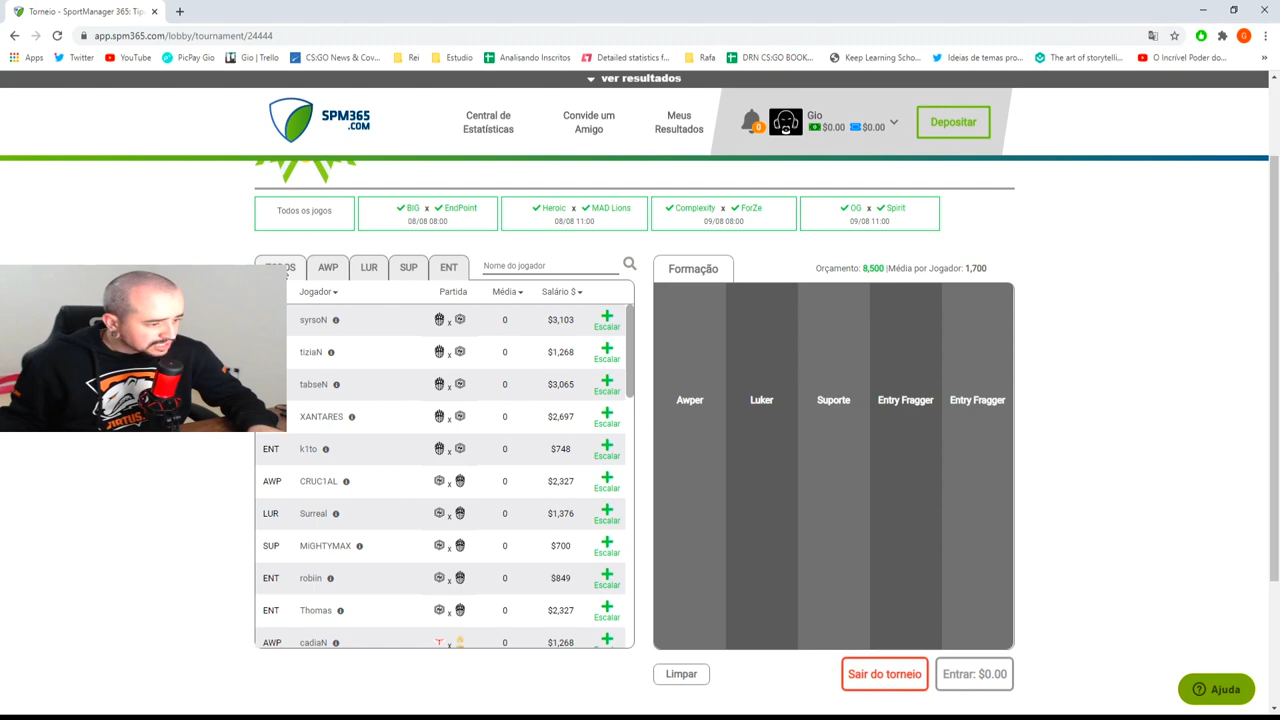 Torneio - SportManager 365: Tip
app.spm365.com/lobby/tournament/24444
G
Apps Twitter YouTube PicPay Gio Gio | Trello CS:GO News & Cov... Rei Estudio Analisando Inscritos Detailed statistics f... Rafa DRN CS:GO BOOK... Keep Learning Scho... Ideias de temas pro... The art of storytelli... O Incrível Poder do...
ver resultados
SPM365
.COM
Central de
Estatísticas
Convide um
Amigo
Meus
Resultados
0
Gio
$0.00 $0.00
Depositar
Todos os jogos
BIG x EndPoint
08/08 08:00
Heroic x MAD Lions
08/08 11:00
Complexity x ForZe
09/08 08:00
OG x Spirit
09/08 11:00
AWP LUR SUP ENT Nome do jogador
Formação
Orçamento: 8,500 |Média por Jogador: 1,700
Jogador Partida Média Salário $
syrsoN x 0 $3,103 Escalar
tiziaN x 0 $1,268 Escalar
tabseN x 0 $3,065 Escalar
XANTARES x 0 $2,697 Escalar
ENT k1to x 0 $748 Escalar
AWP CRUC1AL x 0 $2,327 Escalar
LUR Surreal x 0 $1,376 Escalar
SUP MiGHTYMAX x 0 $700 Escalar
ENT robiin x 0 $849 Escalar
ENT Thomas x 0 $2,327 Escalar
AWP cadiaN x 0 $1,268
Awper Luker Suporte Entry Fragger Entry Fragger
Limpar
Sair do torneio
Entrar: $0.00
Ajuda